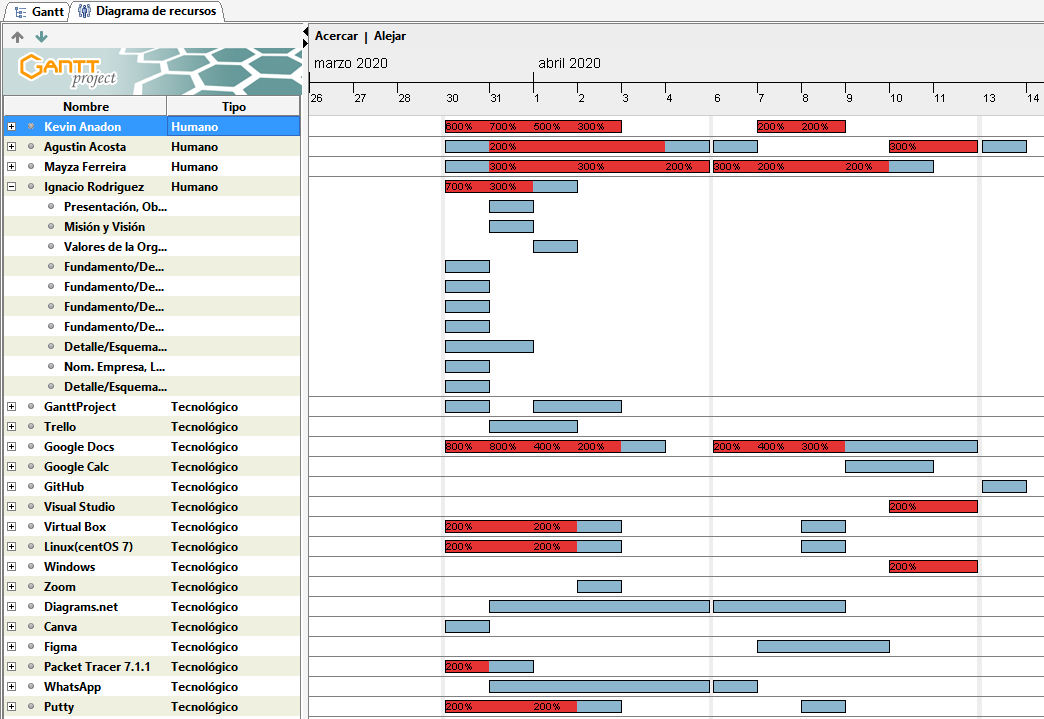 Gantt Diagrama de recursos
Acercar | Alejar
GANTT project
marzo 2020 abril 2020
Nombre Tipo 26 27 28 30 31 1 2 3 4 6 7 8 9 10 11 13 14
Kevin Anadon Humano 600% 700% 500% 300% 200% 200%
Agustin Acosta Humano 200% 300%
Mayza Ferreira Humano 300% 300% 200% 300% 200% 200%
Ignacio Rodriguez Humano 700% 300%
Presentación, Ob...
Misión y Visión
Valores de la Org...
Fundamento/De...
Fundamento/De...
Fundamento/De...
Fundamento/De...
Detalle/Esquema...
Nom. Empresa, L...
Detalle/Esquema...
GanttProject Tecnológico
Trello Tecnológico
Google Docs Tecnológico 800% 800% 400% 200% 200% 400% 300%
Google Calc Tecnológico
GitHub Tecnológico
Visual Studio Tecnológico 200%
Virtual Box Tecnológico 200% 200%
Linux(centOS 7) Tecnológico 200% 200%
Windows Tecnológico 200%
Zoom Tecnológico
Diagrams.net Tecnológico
Canva Tecnológico
Figma Tecnológico
Packet Tracer 7.1.1 Tecnológico 200%
WhatsApp Tecnológico
Putty Tecnológico 200% 200%